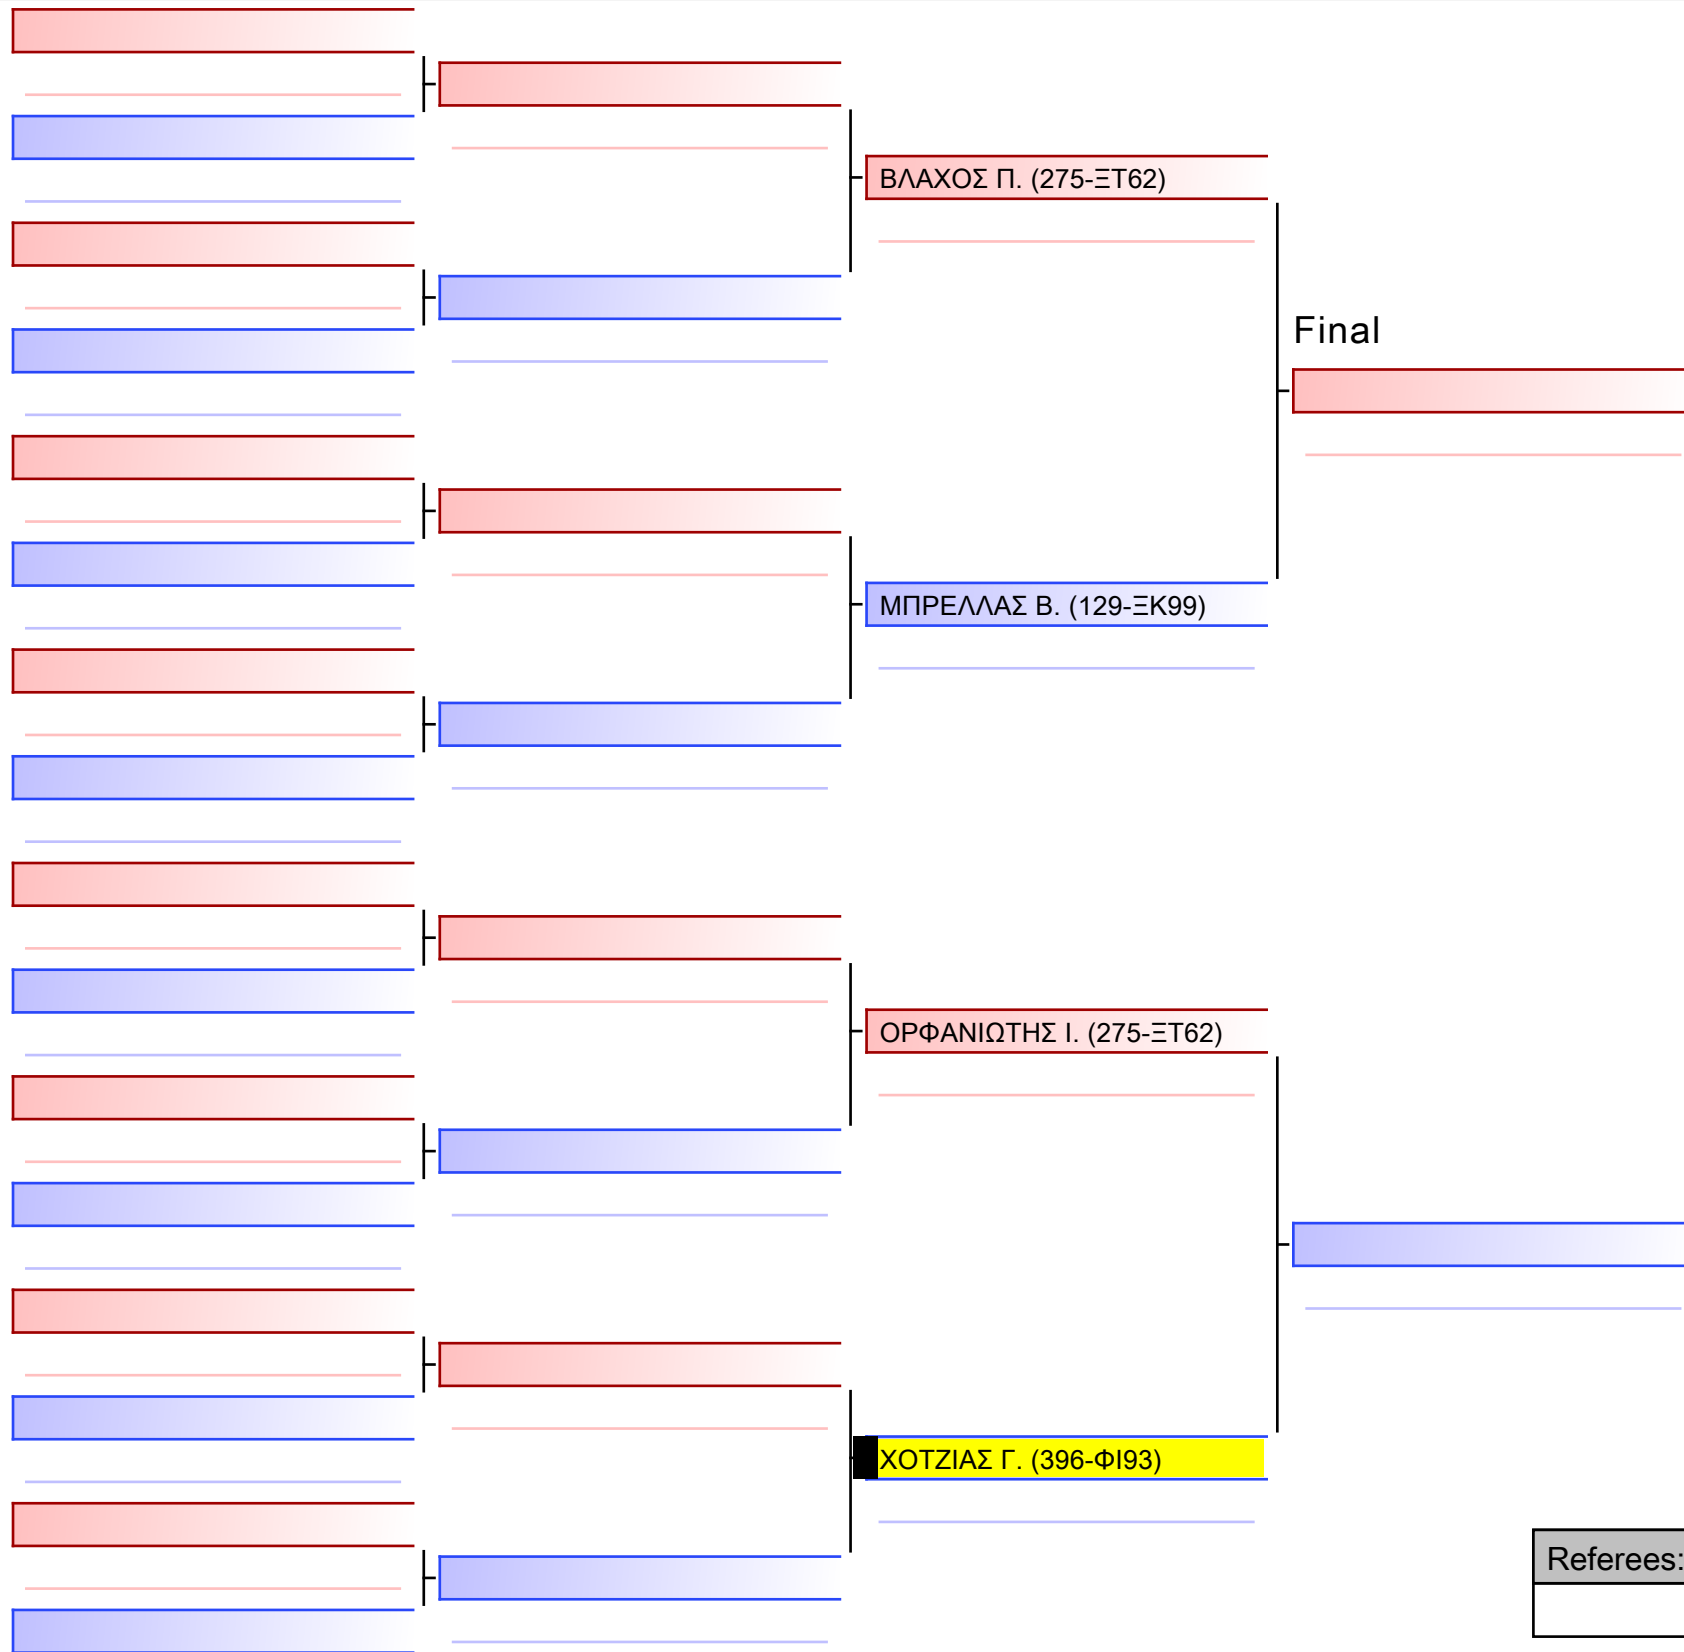 ΒΛΑΧΟΣ Π. (275-ΞΤ62)
Final
ΜΠΡΕΛΛΑΣ Β. (129-ΞΚ99)
ΟΡΦΑΝΙΩΤΗΣ Ι. (275-ΞΤ62)
ΧΟΤΖΙΑΣ Γ. (396-ΦΙ93)
Referees: